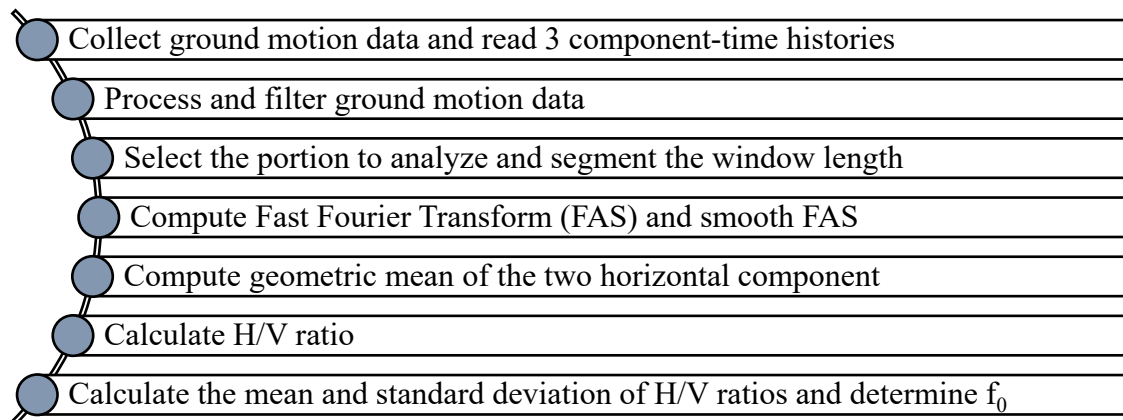 Collect ground motion data and read 3 component-time histories
Process and filter ground motion data
Select the portion to analyze and segment the window length
Compute Fast Fourier Transform (FAS) and smooth FAS
Compute geometric mean of the two horizontal component
Calculate H/V ratio
Calculate the mean and standard deviation of H/V ratios and determine f₀